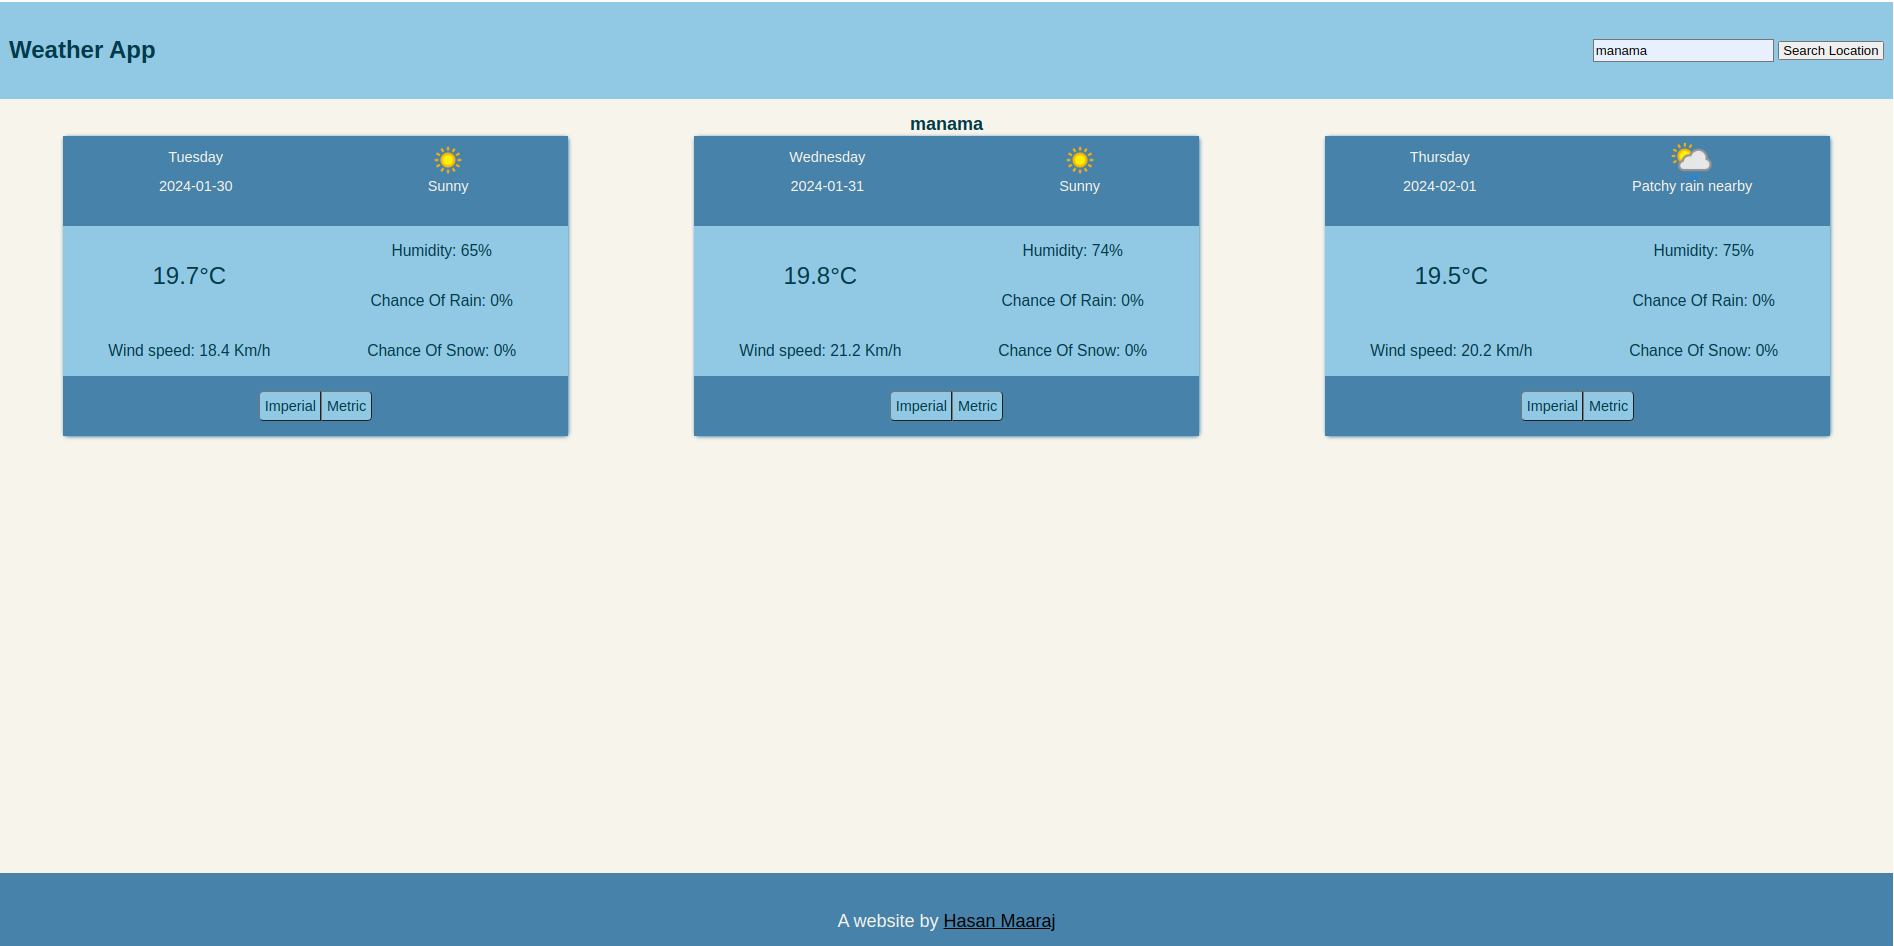 Weather App
manama Search Location
manama
Tuesday
2024-01-30
Sunny
19.7°C
Wind speed: 18.4 Km/h
Humidity: 65%
Chance Of Rain: 0%
Chance Of Snow: 0%
Imperial Metric
Wednesday
2024-01-31
Sunny
19.8°C
Wind speed: 21.2 Km/h
Humidity: 74%
Chance Of Rain: 0%
Chance Of Snow: 0%
Imperial Metric
Thursday
2024-02-01
Patchy rain nearby
19.5°C
Wind speed: 20.2 Km/h
Humidity: 75%
Chance Of Rain: 0%
Chance Of Snow: 0%
Imperial Metric
A website by Hasan Maaraj